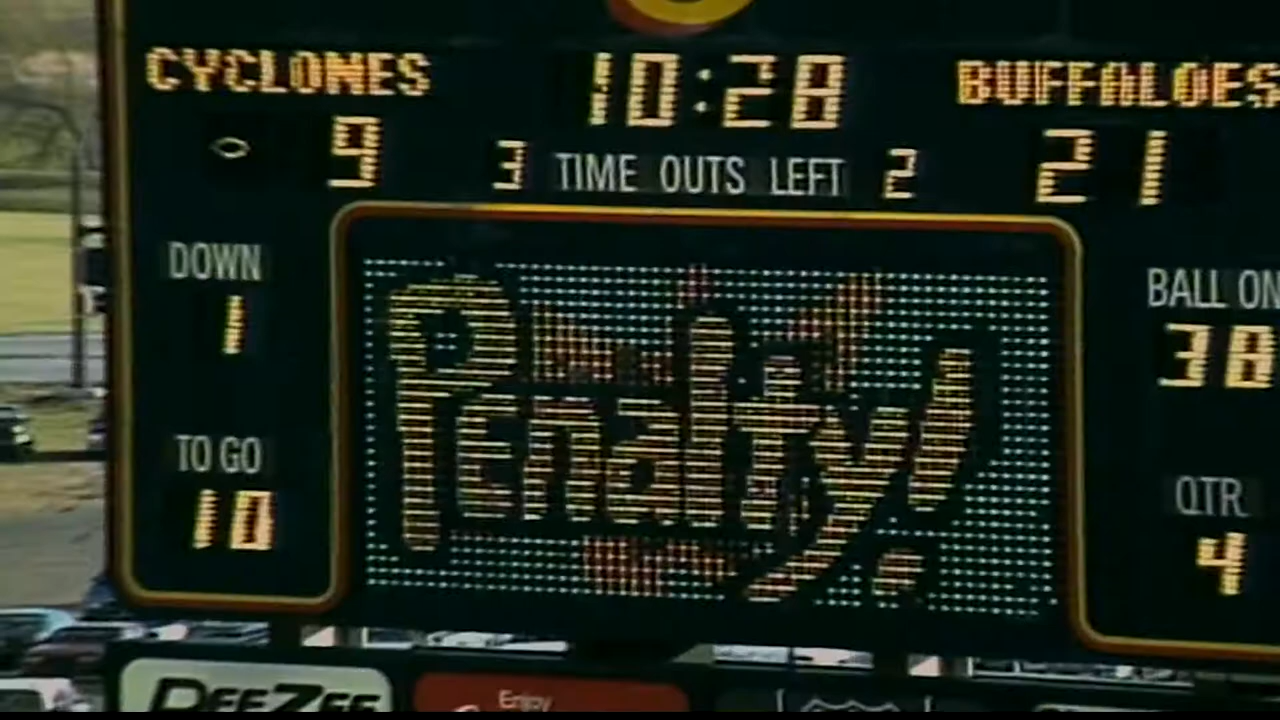 CYCLONES 10:28 BUFFALOES
9 3 TIME OUTS LEFT 2 21
DOWN
1
BALL ON
38
Penalty!
TO GO
10
QTR
4
DEEZEE
Enjoy